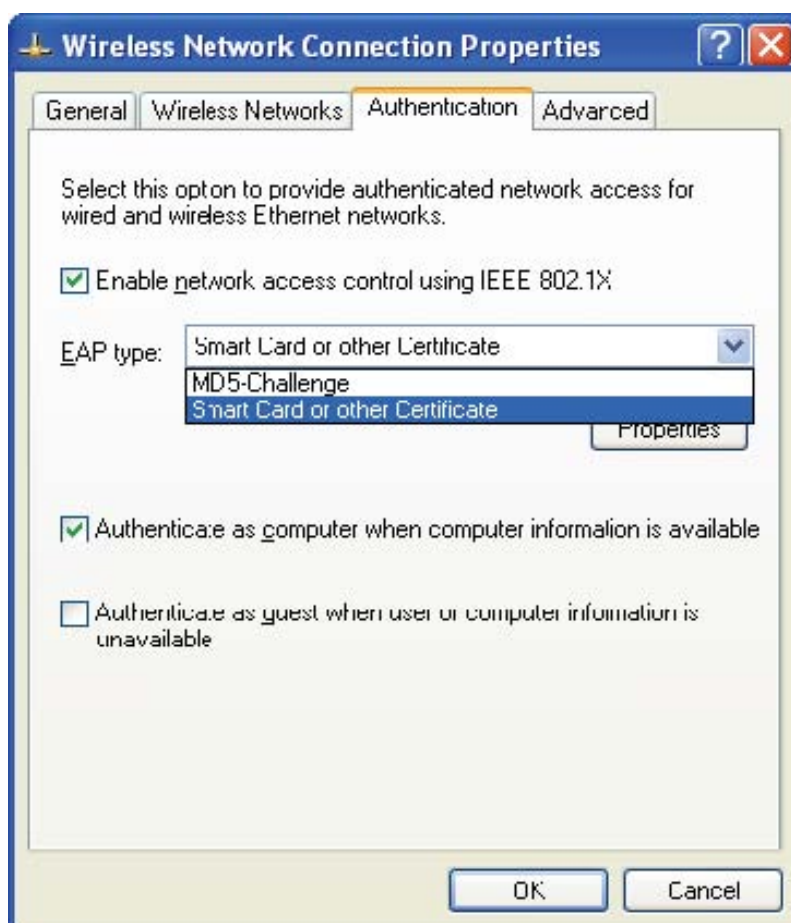 Wireless Network Connection Properties
General Wireless Networks Authentication Advanced
Select this option to provide authenticated network access for
wired and wireless Ethernet networks.
Enable network access control using IEEE 802.1X
EAP type: Smart Card or other Certificate
MD5-Challenge
Smart Card or other Certificate
Properties
Authenticate as computer when computer information is available
Authenticate as guest when user or computer information is
unavailable
OK Cancel